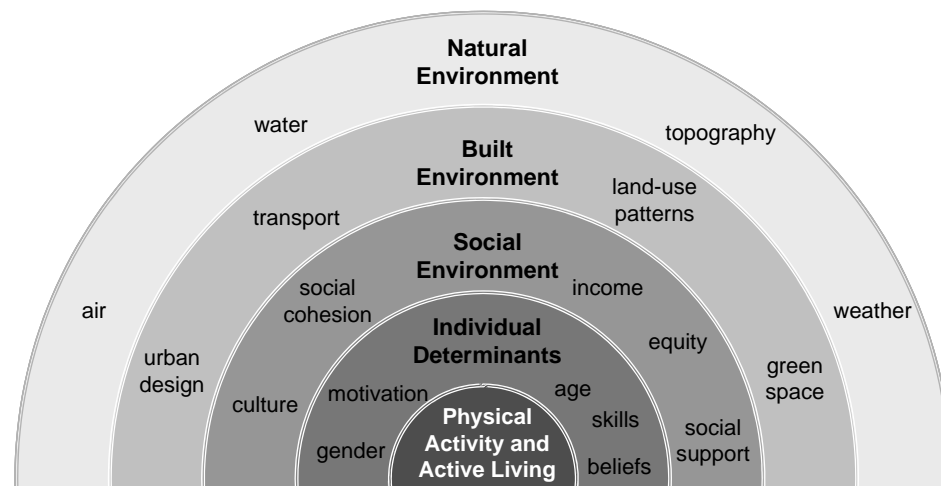 Natural
Environment
water
topography
Built
Environment
land-use
patterns
transport
Social
Environment
social
cohesion
income
air
weather
Individual
Determinants
equity
urban
design
green
space
motivation
age
culture
Physical
Activity and
Active Living
skills
social
support
gender
beliefs